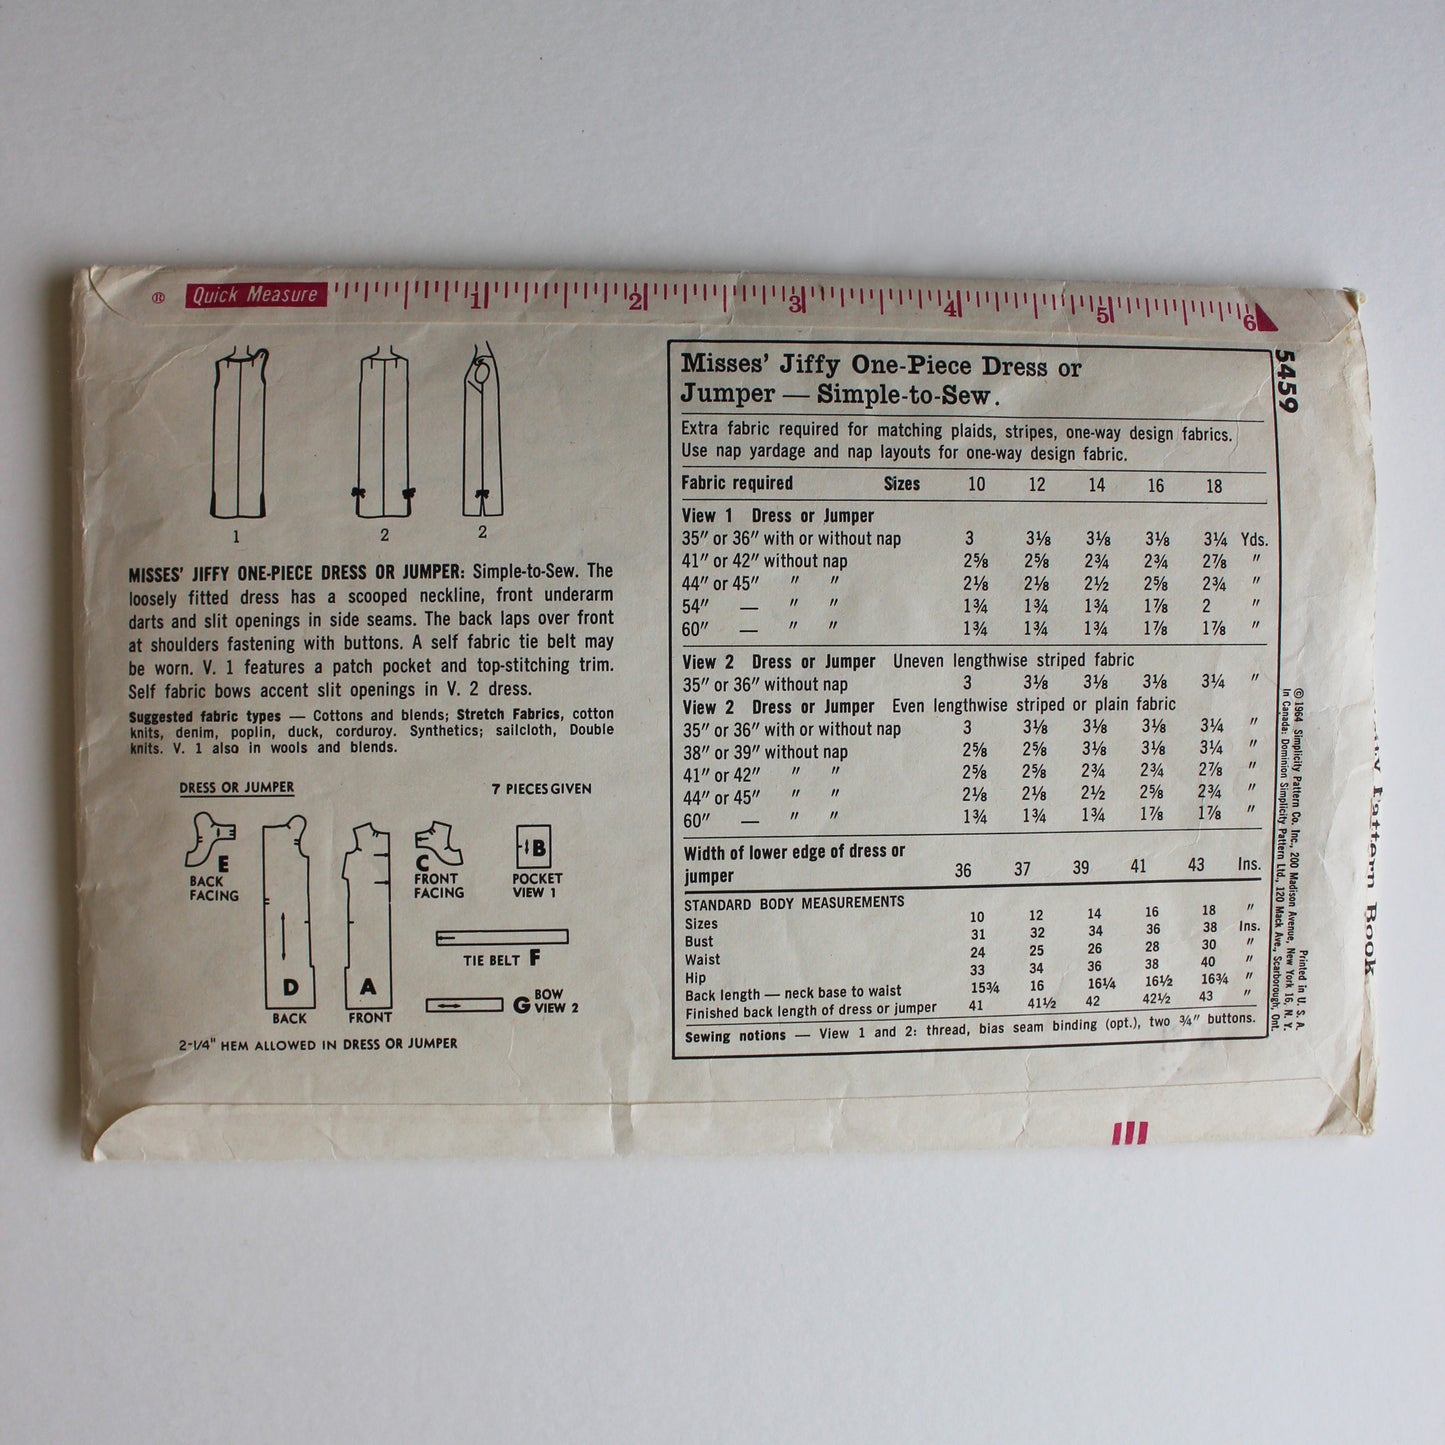 ® Quick Measure 1 2 3 4 5 6
1 2 2
MISSES' JIFFY ONE-PIECE DRESS OR JUMPER: Simple-to-Sew. The
loosely fitted dress has a scooped neckline, front underarm
darts and slit openings in side seams. The back laps over front
at shoulders fastening with buttons. A self fabric tie belt may
be worn. V. 1 features a patch pocket and top-stitching trim.
Self fabric bows accent slit openings in V. 2 dress.
Suggested fabric types — Cottons and blends; Stretch Fabrics, cotton
knits, denim, poplin, duck, corduroy. Synthetics; sailcloth, Double
knits. V. 1 also in wools and blends.
DRESS OR JUMPER 7 PIECES GIVEN
E
BACK
FACING
D
BACK
A
FRONT
C
FRONT
FACING
B
POCKET
VIEW 1
TIE BELT F
G BOW
VIEW 2
2-1/4" HEM ALLOWED IN DRESS OR JUMPER
Misses' Jiffy One-Piece Dress or
Jumper — Simple-to-Sew.
Extra fabric required for matching plaids, stripes, one-way design fabrics.
Use nap yardage and nap layouts for one-way design fabric.
Fabric required Sizes 10 12 14 16 18
View 1 Dress or Jumper
35" or 36" with or without nap 3 3⅛ 3⅛ 3⅛ 3¼ Yds.
41" or 42" without nap 2⅝ 2⅝ 2¾ 2¾ 2⅞ "
44" or 45" " " 2⅛ 2⅛ 2½ 2⅝ 2¾ "
54" — " " 1¾ 1¾ 1¾ 1⅞ 2 "
60" — " " 1¾ 1¾ 1¾ 1⅞ 1⅞ "
View 2 Dress or Jumper Uneven lengthwise striped fabric
35" or 36" without nap 3 3⅛ 3⅛ 3⅛ 3¼ "
View 2 Dress or Jumper Even lengthwise striped or plain fabric
35" or 36" with or without nap 3 3⅛ 3⅛ 3⅛ 3¼ "
38" or 39" without nap 2⅝ 2⅝ 3⅛ 3⅛ 3¼ "
41" or 42" " " 2⅝ 2⅝ 2¾ 2¾ 2⅞ "
44" or 45" " " 2⅛ 2⅛ 2½ 2⅝ 2¾ "
60" — " " 1¾ 1¾ 1¾ 1⅞ 1⅞ "
Width of lower edge of dress or
jumper 36 37 39 41 43 Ins.
STANDARD BODY MEASUREMENTS
Sizes 10 12 14 16 18 "
Bust 31 32 34 36 38 Ins.
Waist 24 25 26 28 30 "
Hip 33 34 36 38 40 "
Back length — neck base to waist 15¾ 16 16¼ 16½ 16¾ "
Finished back length of dress or jumper 41 41½ 42 42½ 43 "
Sewing notions — View 1 and 2: thread, bias seam binding (opt.), two ¾" buttons.
5459
© 1964 Simplicity Pattern Co. Inc., 200 Madison Avenue, New York 16, N. Y. Printed in U. S. A.
In Canada: Dominion Simplicity Pattern Ltd., 120 Mack Ave., Scarborough, Ont.
Pattern Book